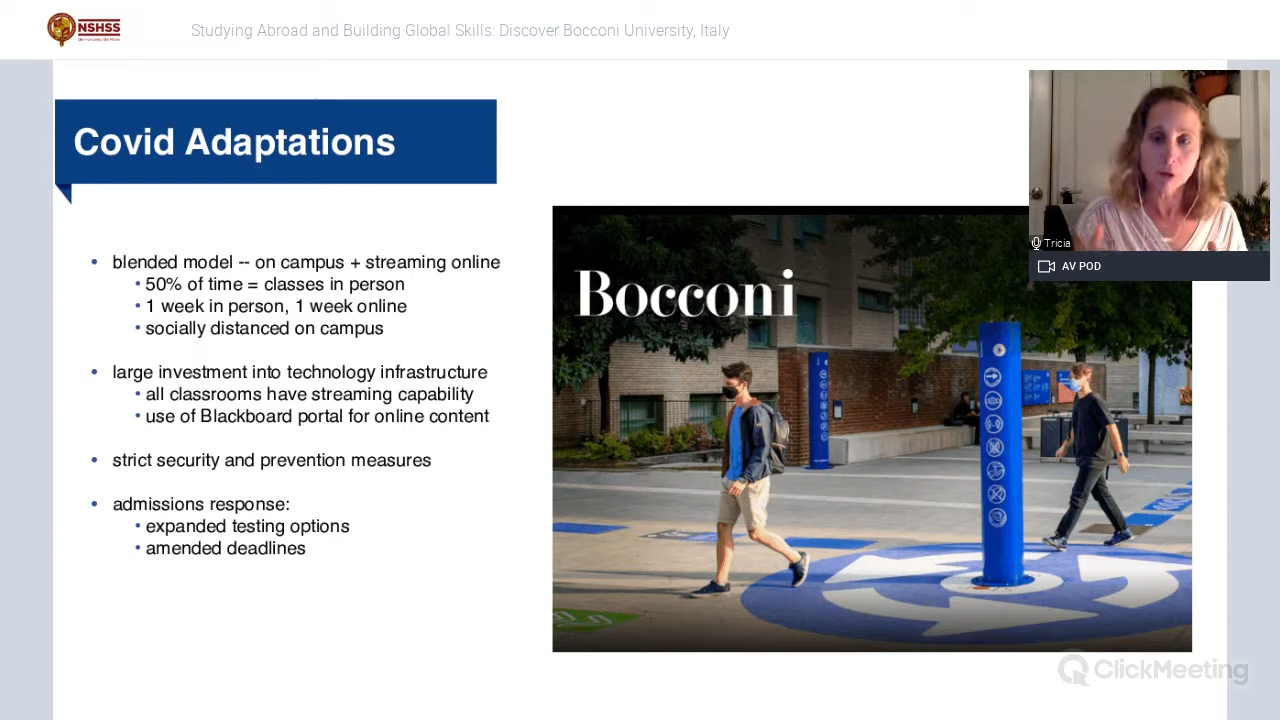 NSHSS
Studying Abroad and Building Global Skills: Discover Bocconi University, Italy
Covid Adaptations
Tricia
AV POD
blended model -- on campus + streaming online
50% of time = classes in person
1 week in person, 1 week online
socially distanced on campus
large investment into technology infrastructure
all classrooms have streaming capability
use of Blackboard portal for online content
strict security and prevention measures
admissions response:
expanded testing options
amended deadlines
Bocconi
ClickMeeting